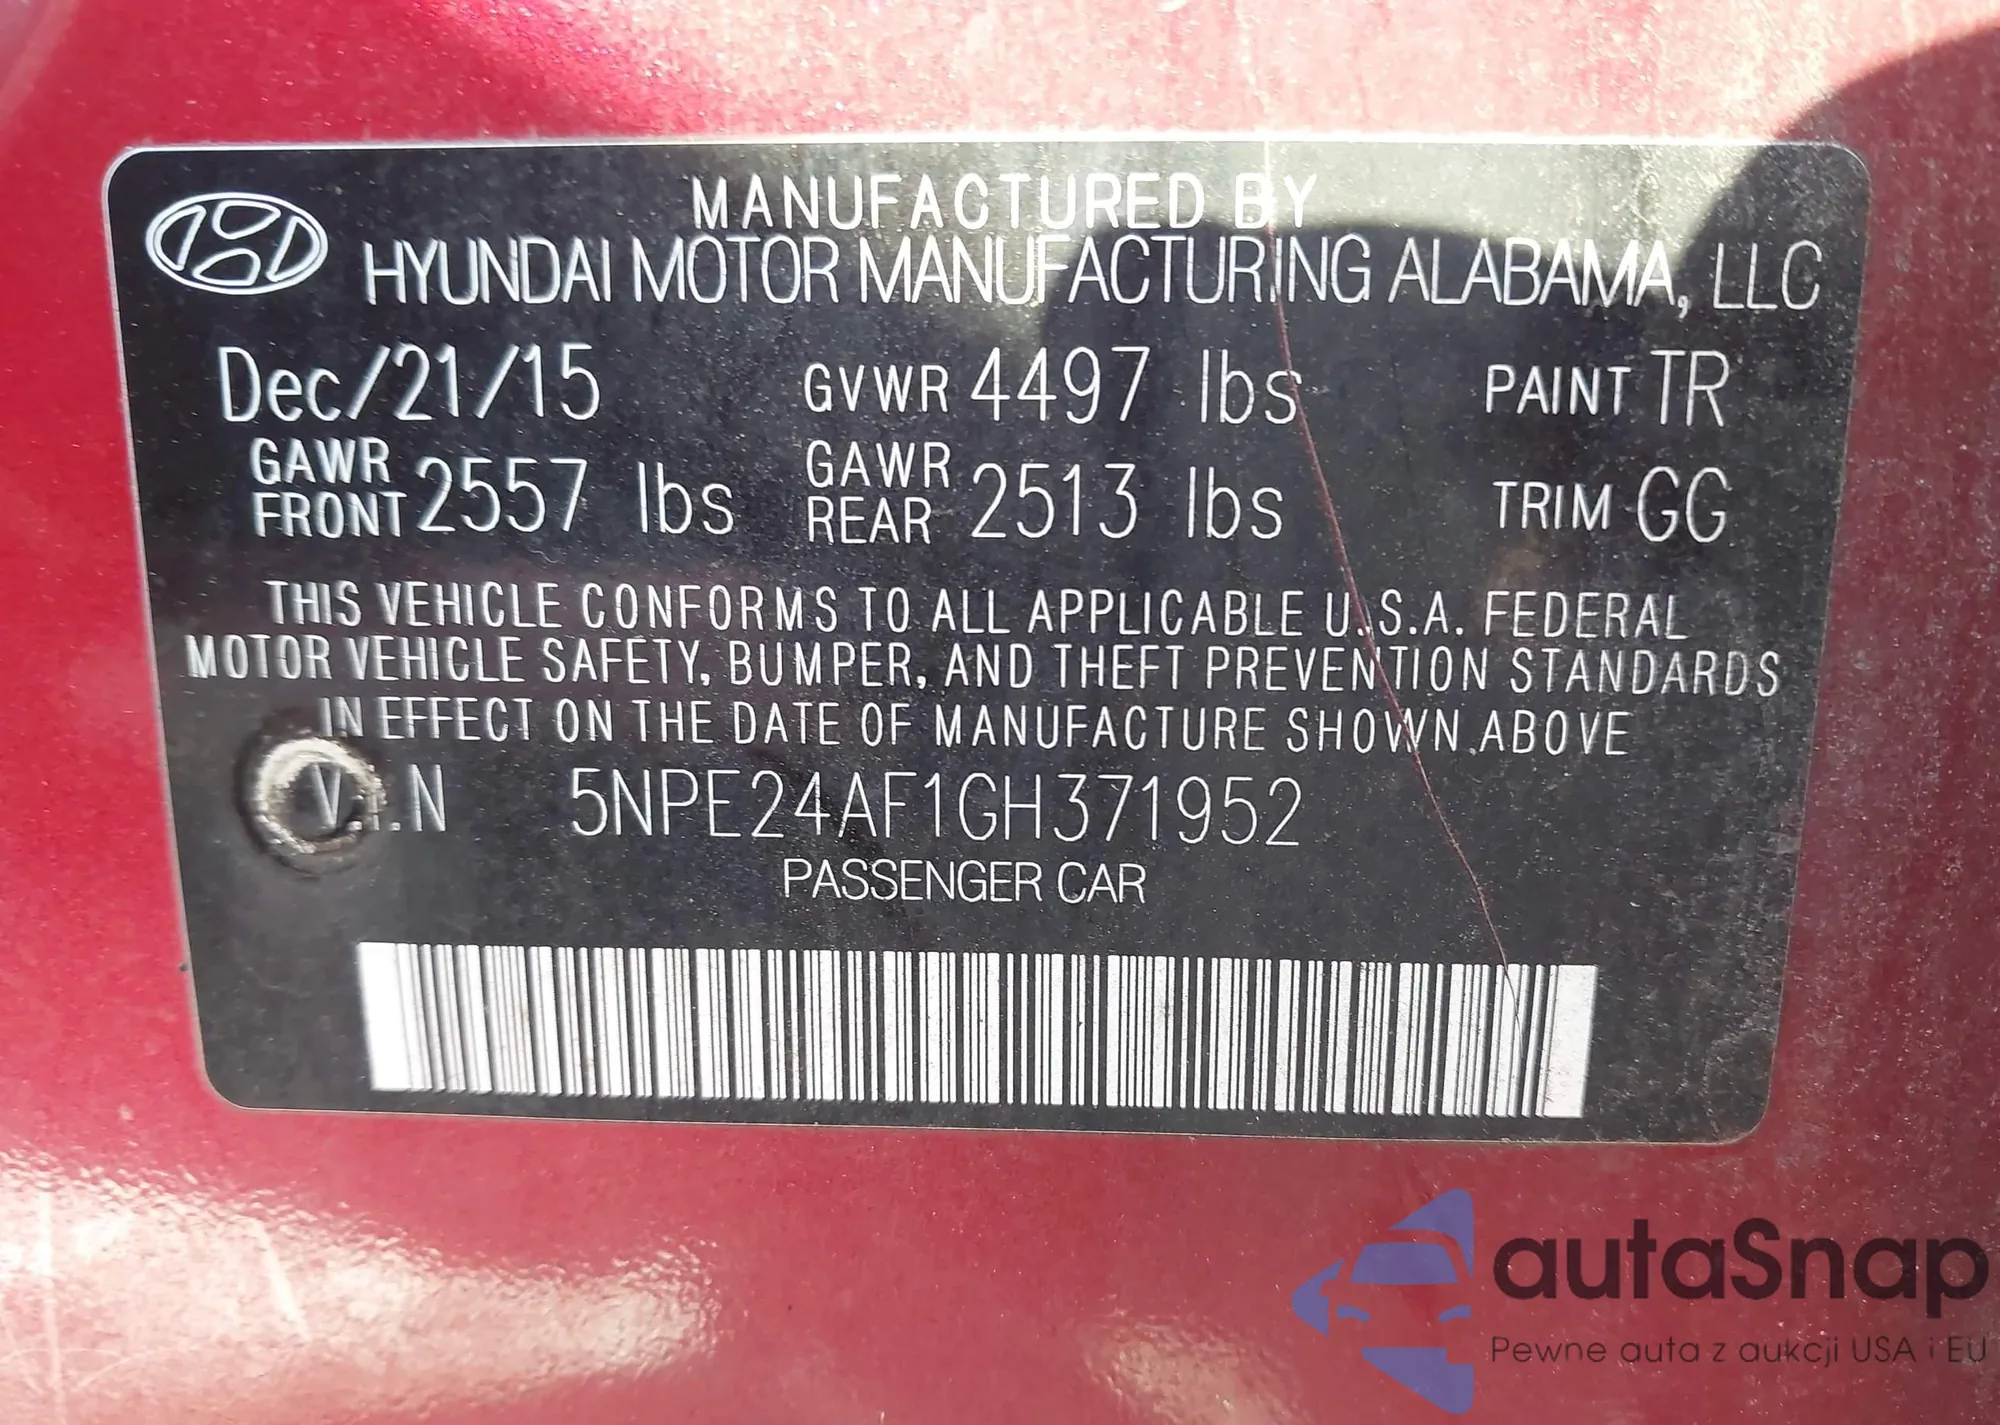 MANUFACTURED BY
HYUNDAI MOTOR MANUFACTURING ALABAMA, LLC
Dec/21/15 GVWR 4497 lbs PAINT TR
GAWR FRONT 2557 lbs GAWR REAR 2513 lbs TRIM GG
THIS VEHICLE CONFORMS TO ALL APPLICABLE U.S.A. FEDERAL
MOTOR VEHICLE SAFETY, BUMPER, AND THEFT PREVENTION STANDARDS
IN EFFECT ON THE DATE OF MANUFACTURE SHOWN ABOVE
V.I.N 5NPE24AF1GH371952
PASSENGER CAR
autaSnap
Pewne auta z aukcji USA i EU